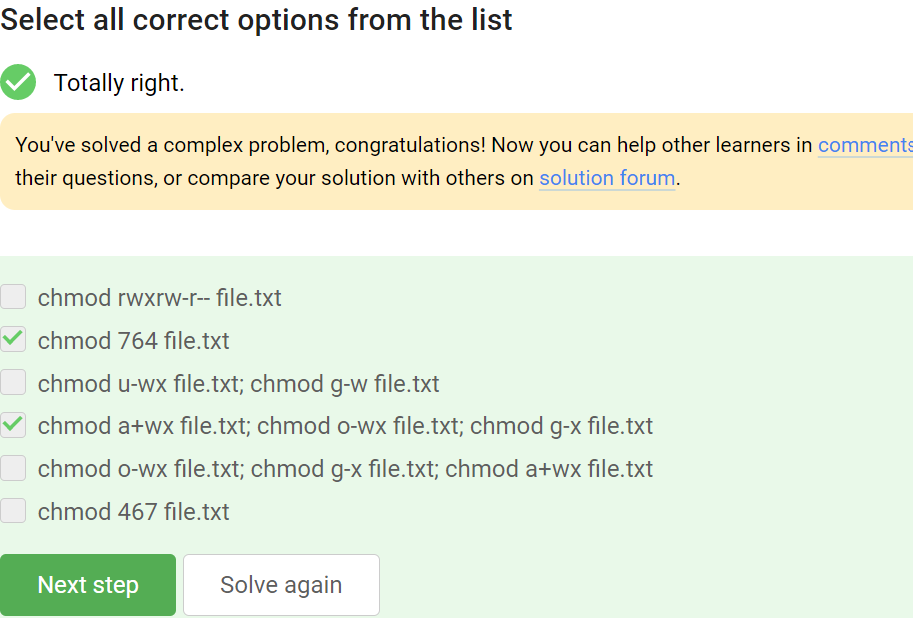 Select all correct options from the list
Totally right.
You've solved a complex problem, congratulations! Now you can help other learners in comments
their questions, or compare your solution with others on solution forum.
chmod rwxrw-r-- file.txt
chmod 764 file.txt
chmod u-wx file.txt; chmod g-w file.txt
chmod a+wx file.txt; chmod o-wx file.txt; chmod g-x file.txt
chmod o-wx file.txt; chmod g-x file.txt; chmod a+wx file.txt
chmod 467 file.txt
Next step
Solve again